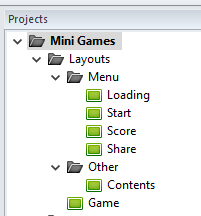 Projects
Mini Games
Layouts
Menu
Loading
Start
Score
Share
Other
Contents
Game